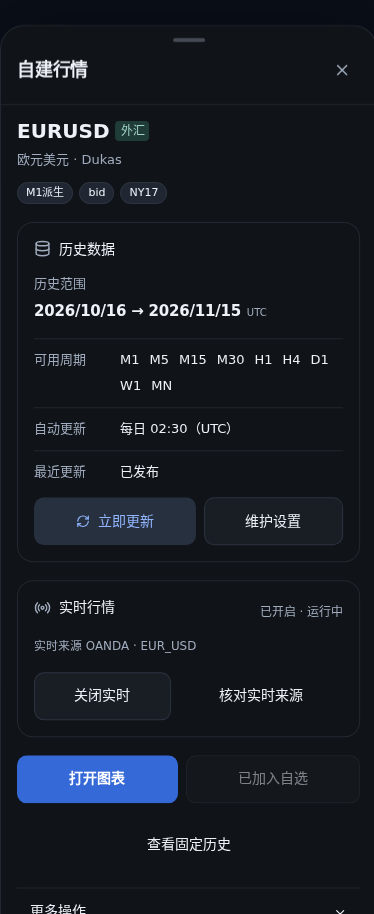 自建行情
EURUSD 外汇
欧元美元 · Dukas
M1派生 bid NY17
历史数据
历史范围
2026/10/16 → 2026/11/15 UTC
可用周期 M1 M5 M15 M30 H1 H4 D1
W1 MN
自动更新 每日 02:30（UTC）
最近更新 已发布
立即更新 维护设置
实时行情 已开启 · 运行中
实时来源 OANDA · EUR_USD
关闭实时 核对实时来源
打开图表 已加入自选
查看固定历史
更多操作